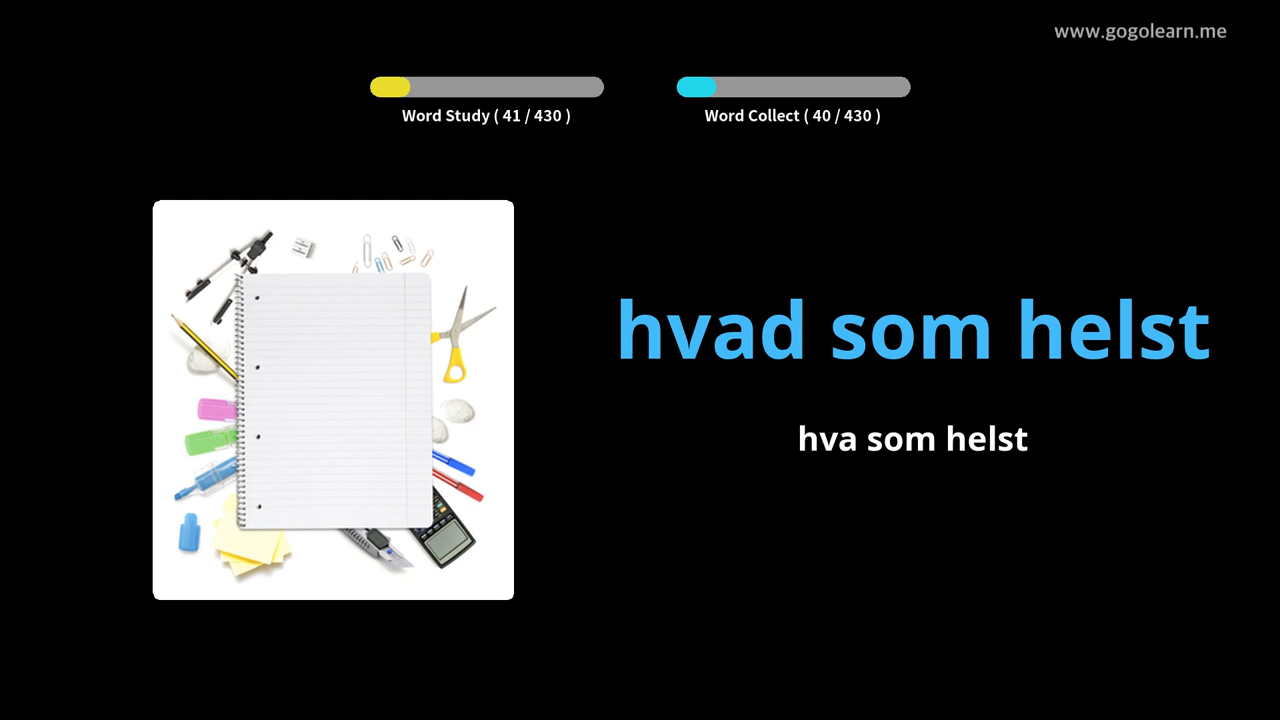 www.gogolearn.me
Word Study ( 41 / 430 )
Word Collect ( 40 / 430 )
hvad som helst
hva som helst